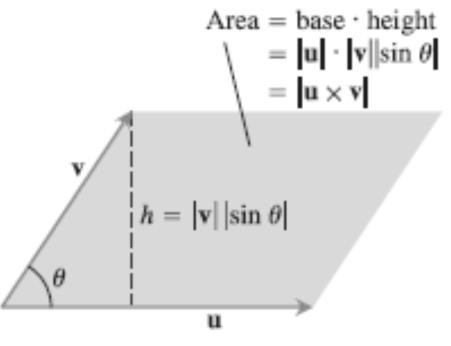 Area = base · height
= |u| · |v||sin θ|
= |u × v|
v
h = |v| |sin θ|
θ
u